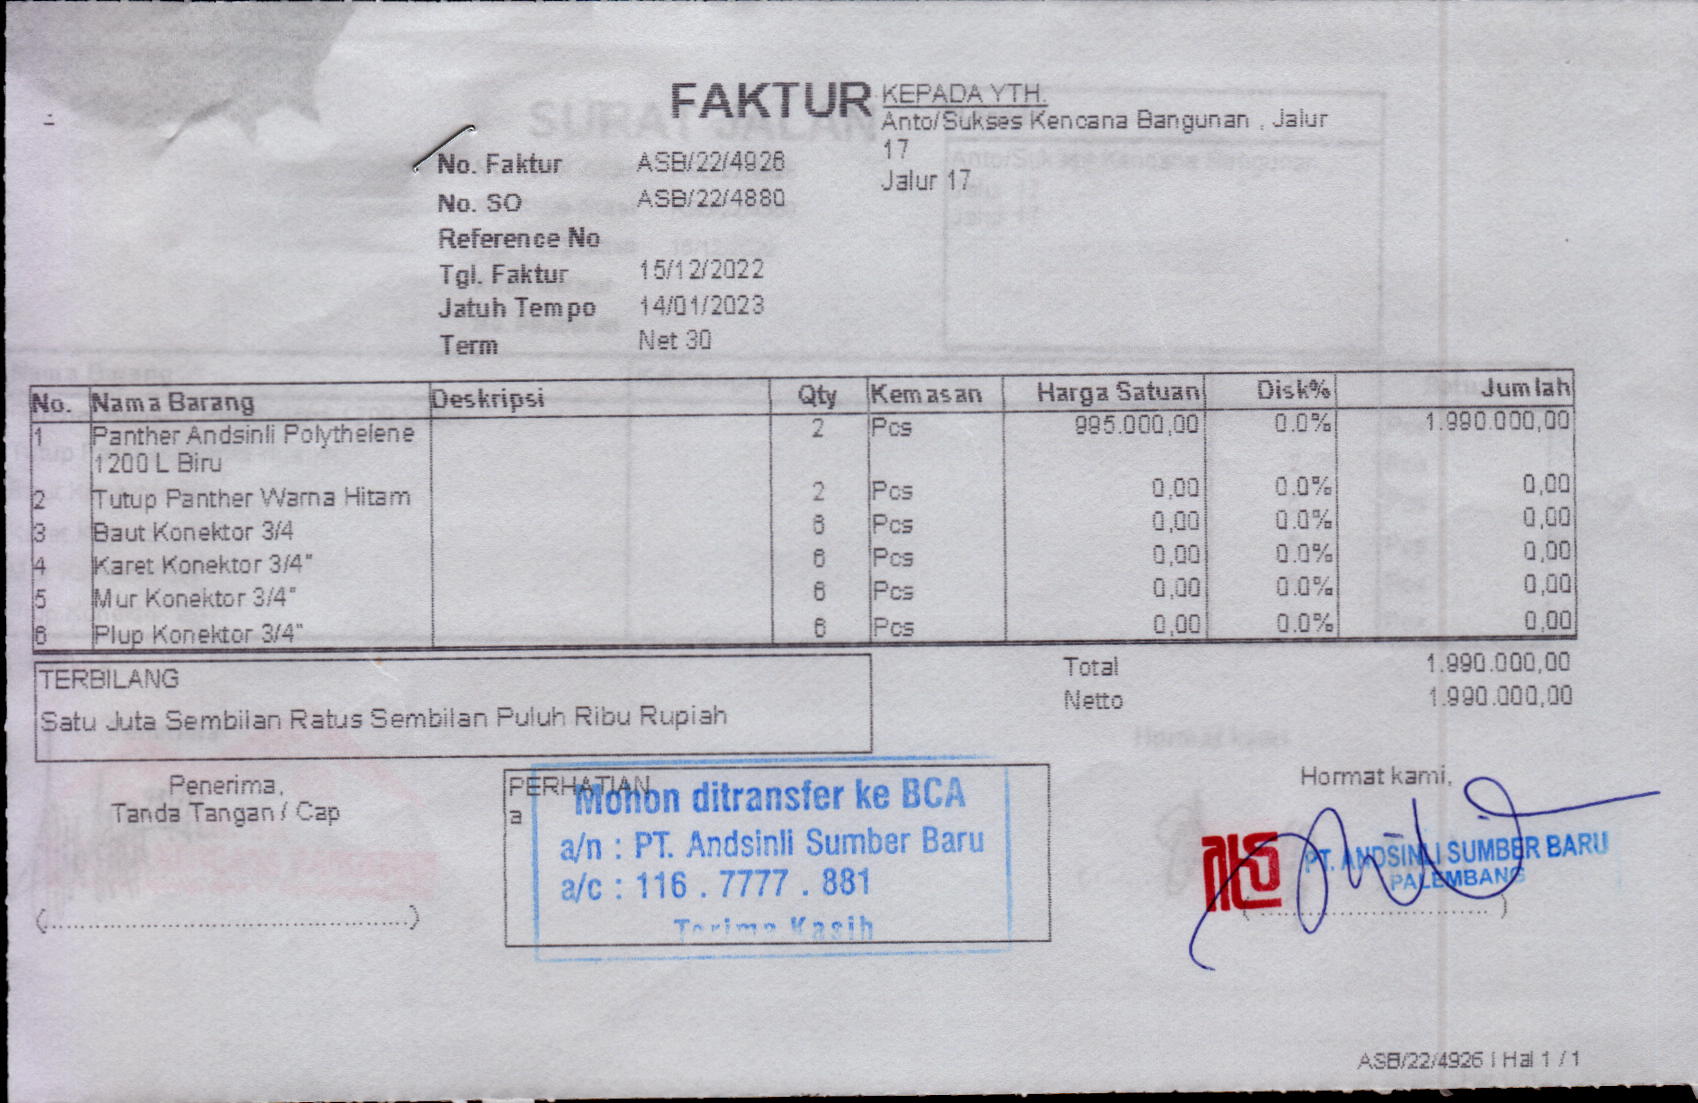 FAKTUR
KEPADA YTH.
Anto/Sukses Kencana Bangunan , Jalur
17
Jalur 17
No. Faktur ASB/22/4926
No. SO ASB/22/4880
Reference No
Tgl. Faktur 15/12/2022
Jatuh Tempo 14/01/2023
Term Net 30
No. Nama Barang Deskripsi Qty Kemasan Harga Satuan Disk% Jumlah
1 Panther Andsinli Polythelene 2 Pcs 995.000,00 0.0% 1.990.000,00
1200 L Biru
2 Tutup Panther Warna Hitam 2 Pcs 0,00 0.0% 0,00
3 Baut Konektor 3/4 6 Pcs 0,00 0.0% 0,00
4 Karet Konektor 3/4" 6 Pcs 0,00 0.0% 0,00
5 Mur Konektor 3/4" 6 Pcs 0,00 0.0% 0,00
6 Plup Konektor 3/4" 6 Pcs 0,00 0.0% 0,00
Total 1.990.000,00
Netto 1.990.000,00
TERBILANG
Satu Juta Sembilan Ratus Sembilan Puluh Ribu Rupiah
Penerima,
Tanda Tangan / Cap
(..............................................)
PERHATIAN
a
Mohon ditransfer ke BCA
a/n : PT. Andsinli Sumber Baru
a/c : 116 . 7777 . 881
Terima Kasih
Hormat kami,
PT. ANDSINLI SUMBER BARU
PALEMBANG
(..............................)
ASB/22/4926 | Hal 1 / 1